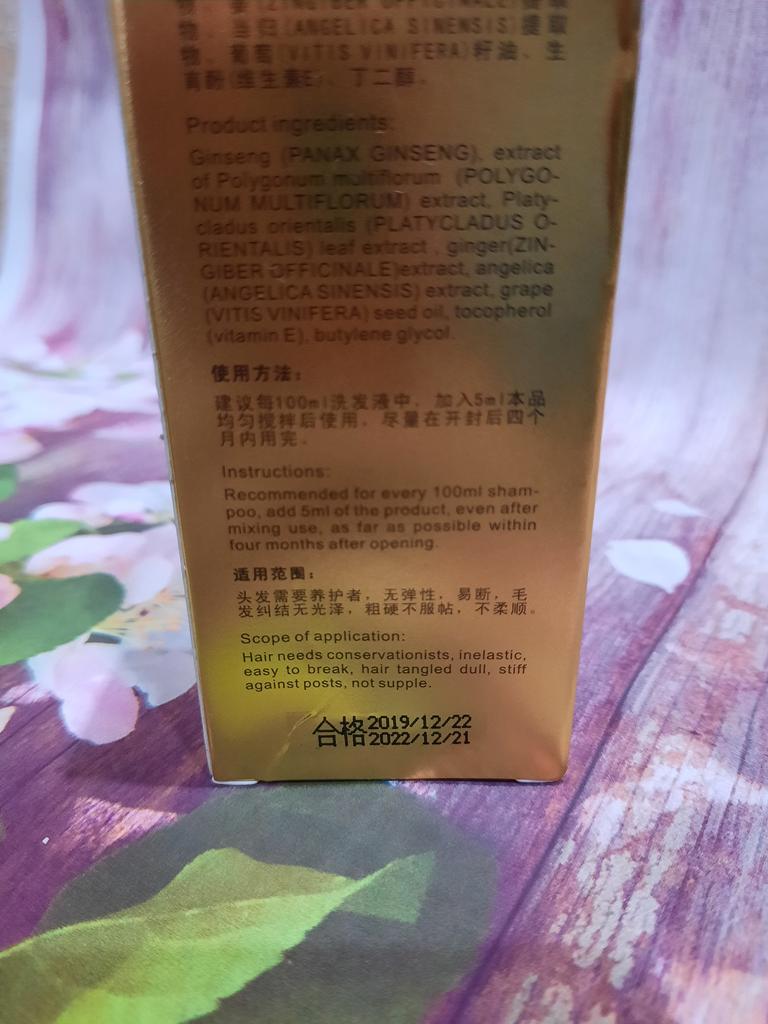 物、姜(ZINGIBER OFFICINALE)提取
物、当归(ANGELICA SINENSIS)提取
物、葡萄(VITIS VINIFERA)籽油、生
育酚(维生素E)、丁二醇。
Product ingredients:
Ginseng (PANAX GINSENG), extract
of Polygonum multiflorum (POLYGO-
NUM MULTIFLORUM) extract, Platy-
cladus orientalis (PLATYCLADUS O-
RIENTALIS) leaf extract , ginger(ZIN-
GIBER OFFICINALE)extract, angelica
(ANGELICA SINENSIS) extract, grape
(VITIS VINIFERA) seed oil, tocopherol
(vitamin E), butylene glycol.
使用方法：
建议每100ml洗发液中，加入5ml本品
均匀搅拌后使用，尽量在开封后四个
月内用完。
Instructions:
Recommended for every 100ml sham-
poo, add 5ml of the product, even after
mixing use, as far as possible within
four months after opening.
适用范围：
头发需要养护者，无弹性，易断，毛
发纠结无光泽，粗硬不服帖，不柔顺。
Scope of application:
Hair needs conservationists, inelastic,
easy to break, hair tangled dull, stiff
against posts, not supple.
合格 2019/12/22
2022/12/21